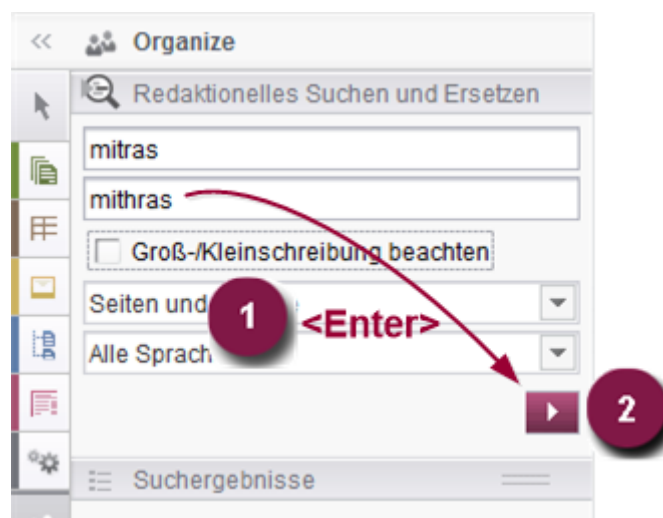 Organize
Redaktionelles Suchen und Ersetzen
mitras
mithras
Groß-/Kleinschreibung beachten
Seiten und
1
<Enter>
Alle Sprach
2
Suchergebnisse